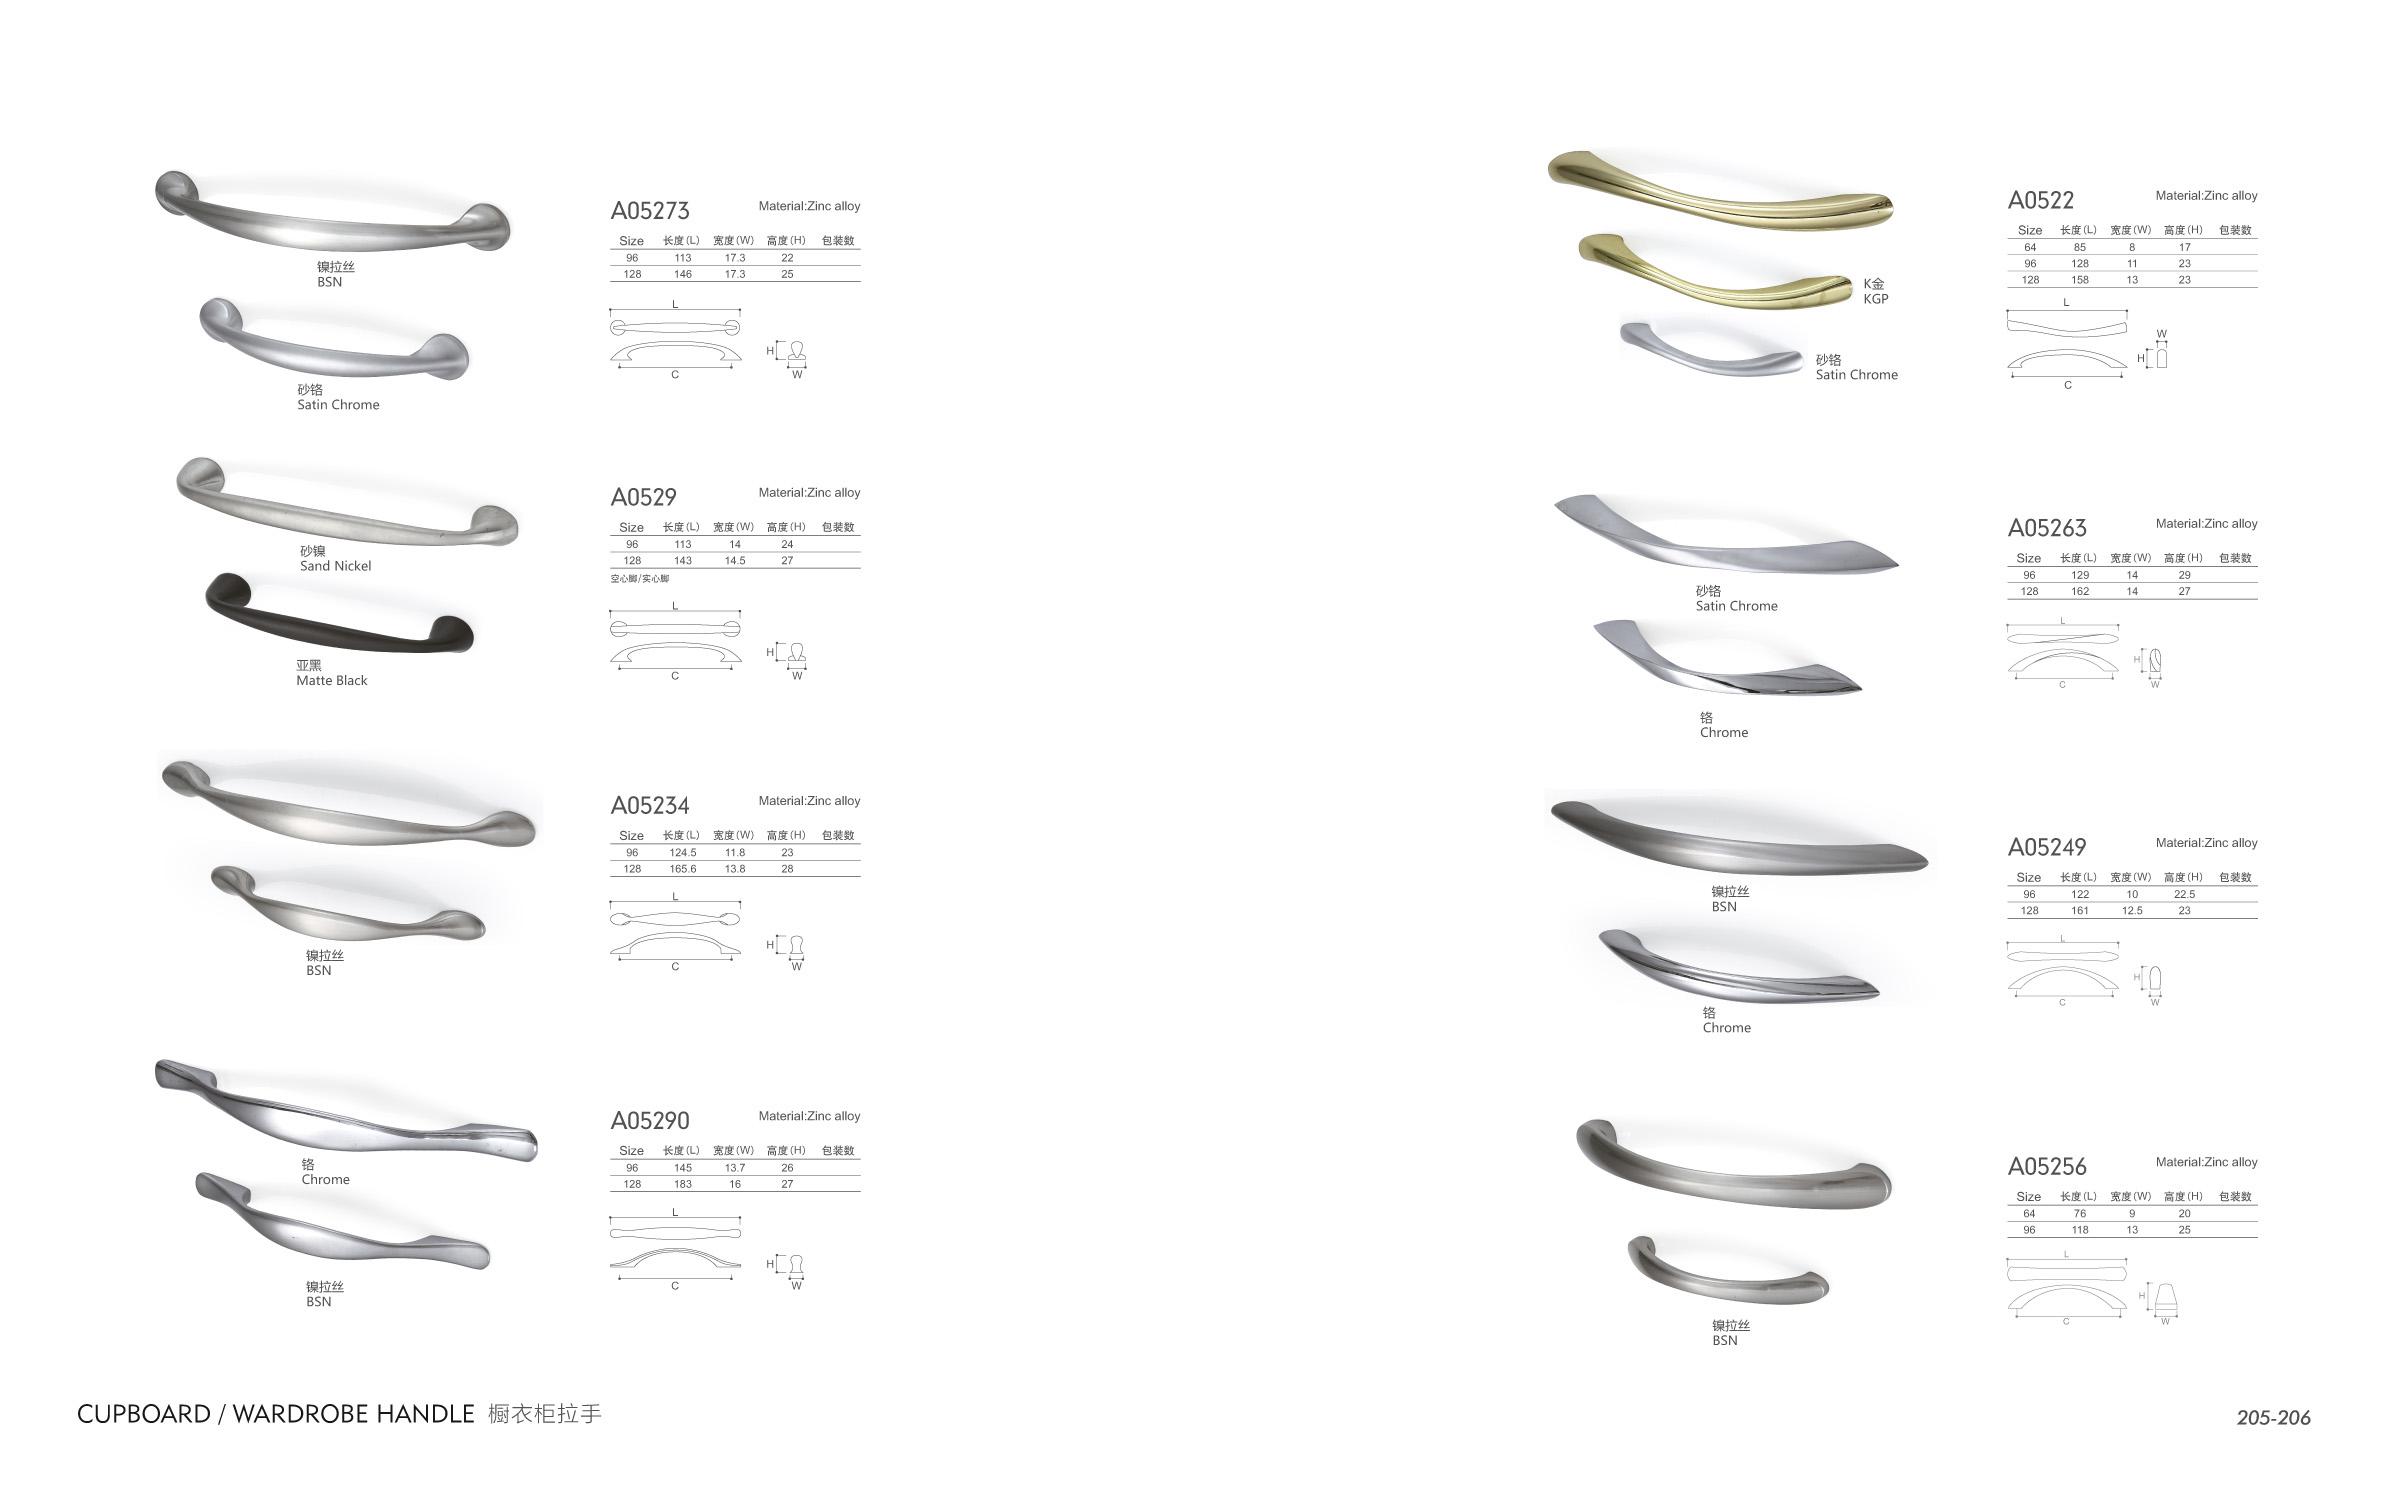 A05273 Material:Zinc alloy
Size 长度(L) 宽度(W) 高度(H) 包装数
96 113 17.3 22
128 146 17.3 25
L
H
C W
镍拉丝
BSN
砂铬
Satin Chrome
A0529 Material:Zinc alloy
Size 长度(L) 宽度(W) 高度(H) 包装数
96 113 14 24
128 143 14.5 27
空心脚/实心脚
L
H
C W
砂镍
Sand Nickel
亚黑
Matte Black
A05234 Material:Zinc alloy
Size 长度(L) 宽度(W) 高度(H) 包装数
96 124.5 11.8 23
128 165.6 13.8 28
L
H
C W
镍拉丝
BSN
A05290 Material:Zinc alloy
Size 长度(L) 宽度(W) 高度(H) 包装数
96 145 13.7 26
128 183 16 27
L
H
C W
铬
Chrome
镍拉丝
BSN
A0522 Material:Zinc alloy
Size 长度(L) 宽度(W) 高度(H) 包装数
64 85 8 17
96 128 11 23
128 158 13 23
L
W
H
C
K金
KGP
砂铬
Satin Chrome
A05263 Material:Zinc alloy
Size 长度(L) 宽度(W) 高度(H) 包装数
96 129 14 29
128 162 14 27
L
H
C W
砂铬
Satin Chrome
铬
Chrome
A05249 Material:Zinc alloy
Size 长度(L) 宽度(W) 高度(H) 包装数
96 122 10 22.5
128 161 12.5 23
L
H
C W
镍拉丝
BSN
铬
Chrome
A05256 Material:Zinc alloy
Size 长度(L) 宽度(W) 高度(H) 包装数
64 76 9 20
96 118 13 25
L
H
C W
镍拉丝
BSN
CUPBOARD / WARDROBE HANDLE 橱衣柜拉手
205-206